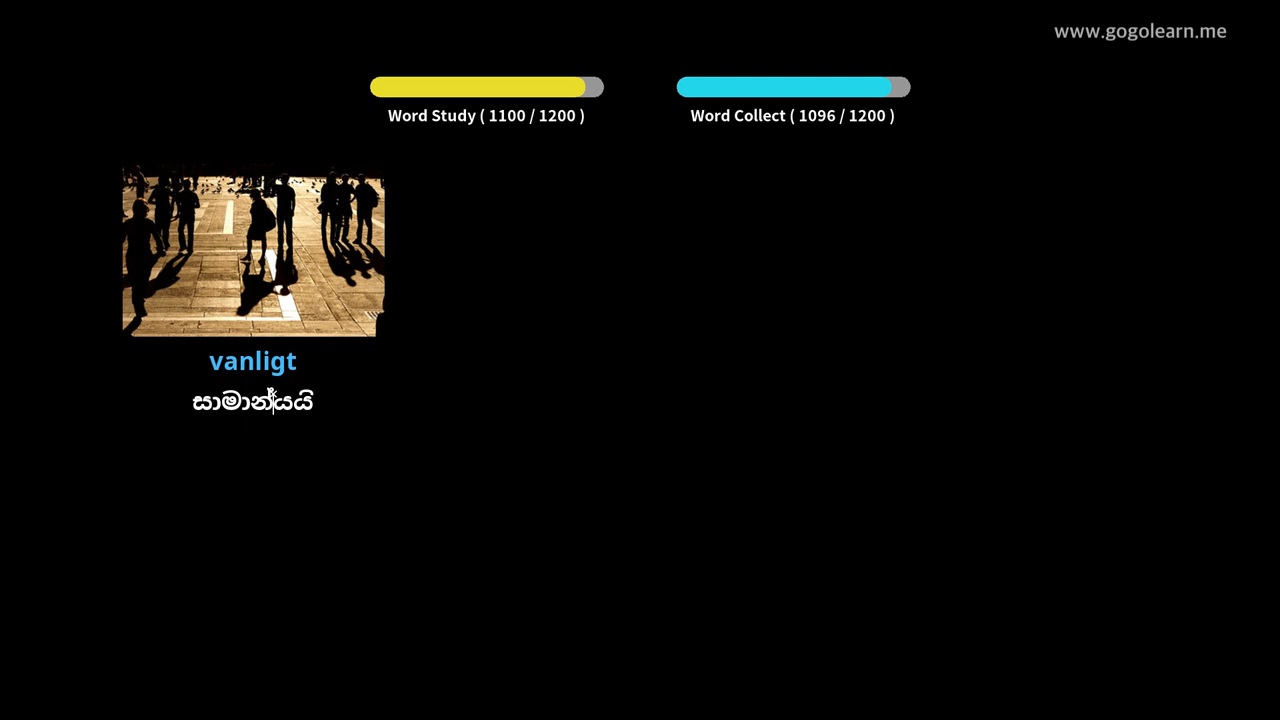 www.gogolearn.me
Word Study ( 1100 / 1200 )
Word Collect ( 1096 / 1200 )
vanligt
සාමාන්‍යයි